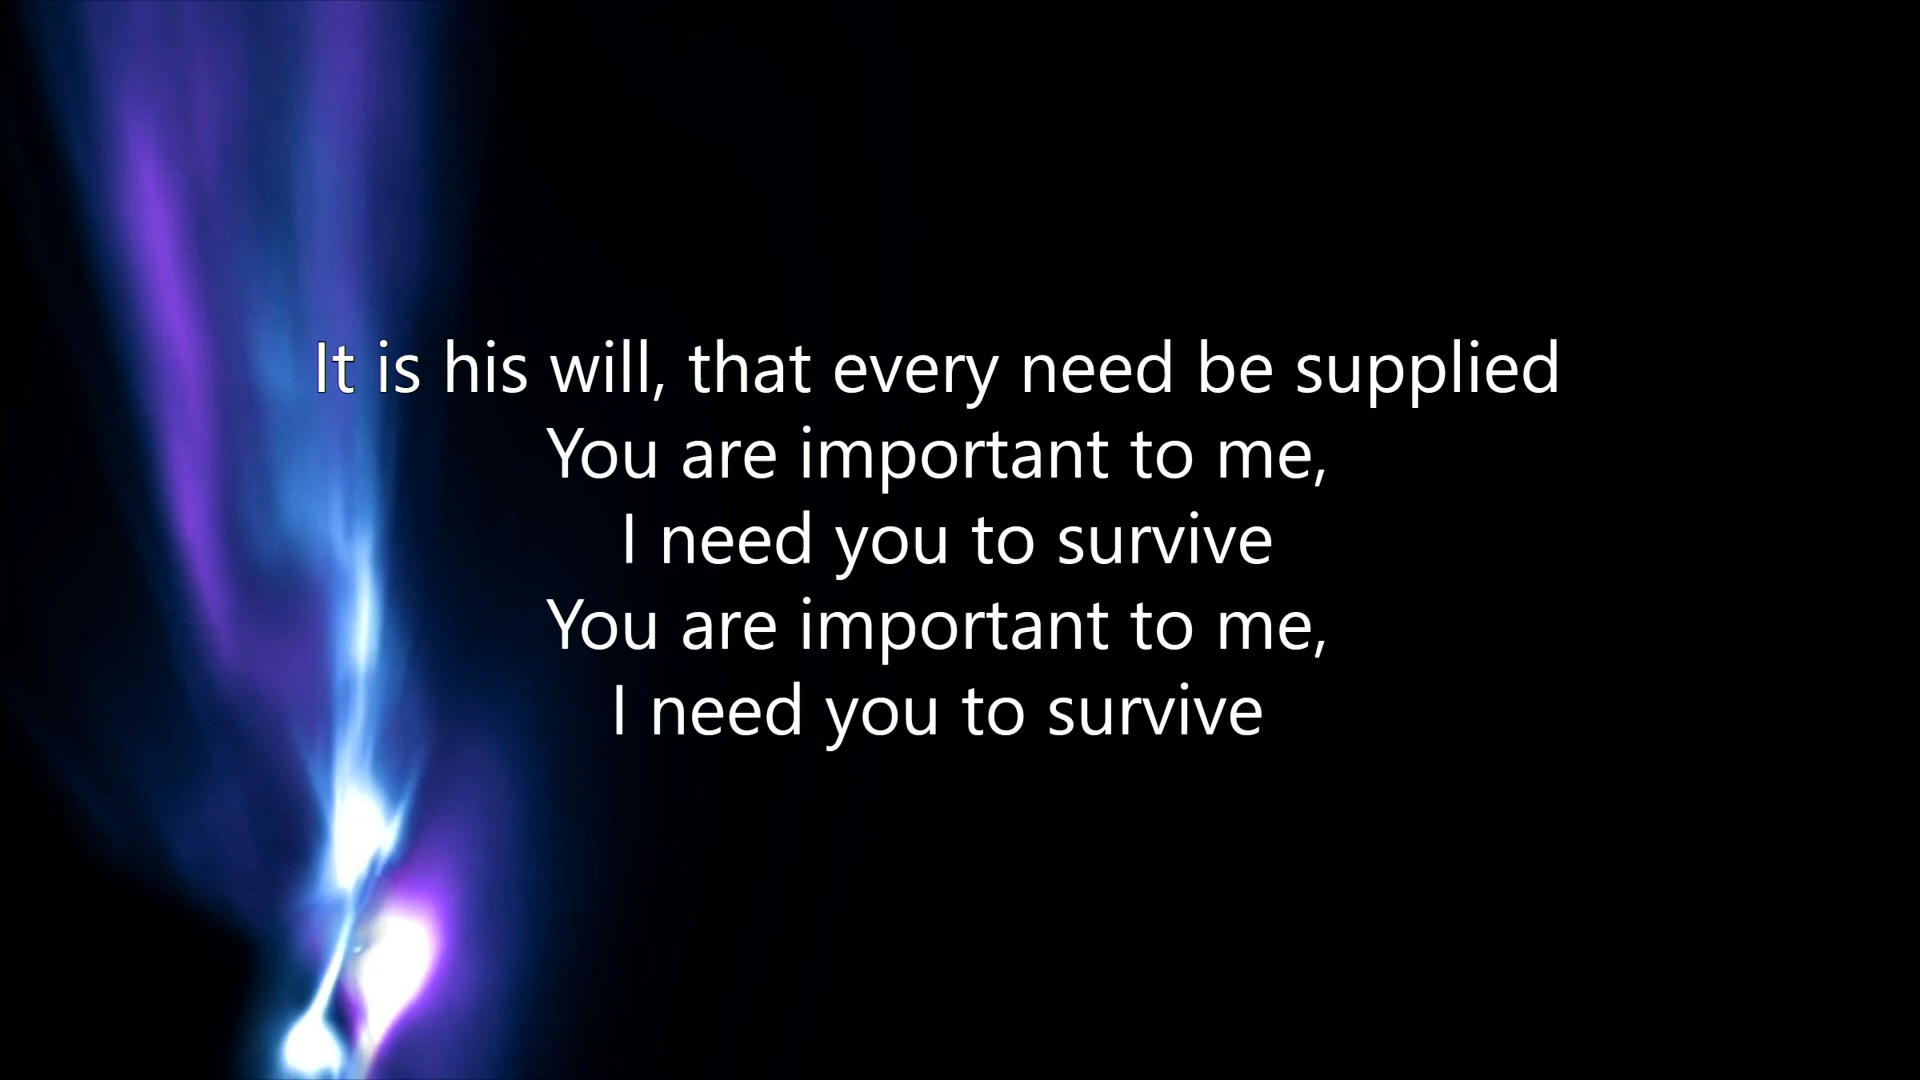 It is his will, that every need be supplied
You are important to me,
I need you to survive
You are important to me,
I need you to survive